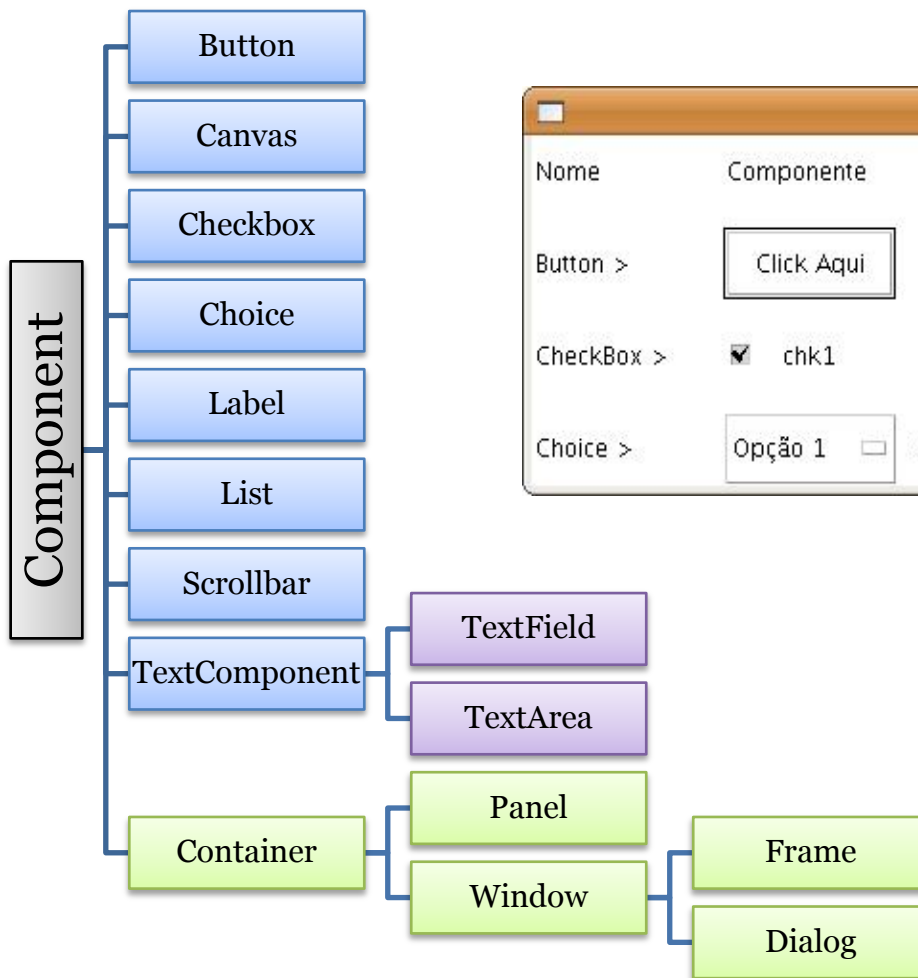 Component
Button
Canvas
Checkbox
Choice
Label
List
Scrollbar
TextComponent
TextField
TextArea
Container
Panel
Window
Frame
Dialog
Nome Componente
Button > Click Aqui
CheckBox > chk1
Choice > Opção 1